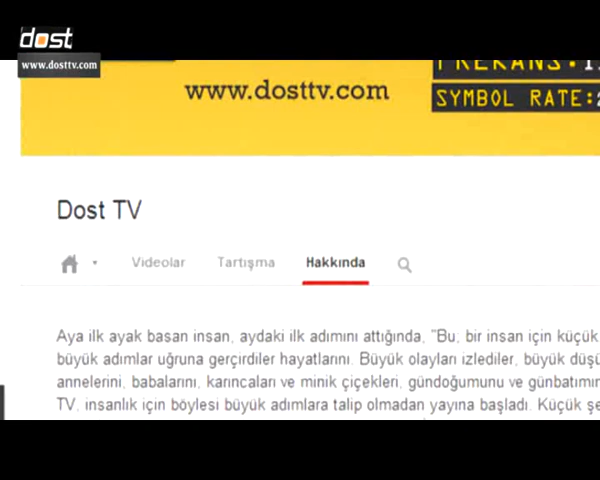 dost
www.dosttv.com
www.dosttv.com
FREKANS:1
SYMBOL RATE:
Dost TV
Videolar Tartışma Hakkında
Aya ilk ayak basan insan, aydaki ilk adımını attığında, "Bu; bir insan için küçük
büyük adımlar uğruna geçirdiler hayatlarını. Büyük olayları izlediler, büyük düşü
annelerini, babalarını, karıncaları ve minik çiçekleri, gündoğumunu ve günbatımın
TV, insanlık için böylesi büyük adımlara talip olmadan yayına başladı. Küçük şe